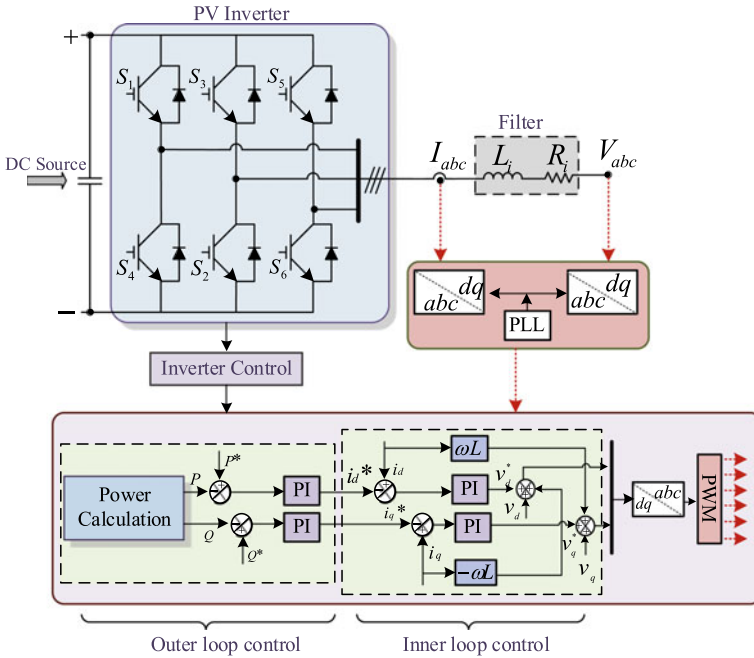 PV Inverter
+
S1
S3
S5
DC Source
S4
S2
S6
−
Iabc
Filter
Li
Ri
Vabc
abc dq
abc dq
PLL
Inverter Control
Power
Calculation
P
P*
Q
Q*
PI
PI
id*
id
iq*
iq
ωL
-ωL
PI
PI
vd*
vd
vq*
vq
dq abc
PWM
Outer loop control
Inner loop control